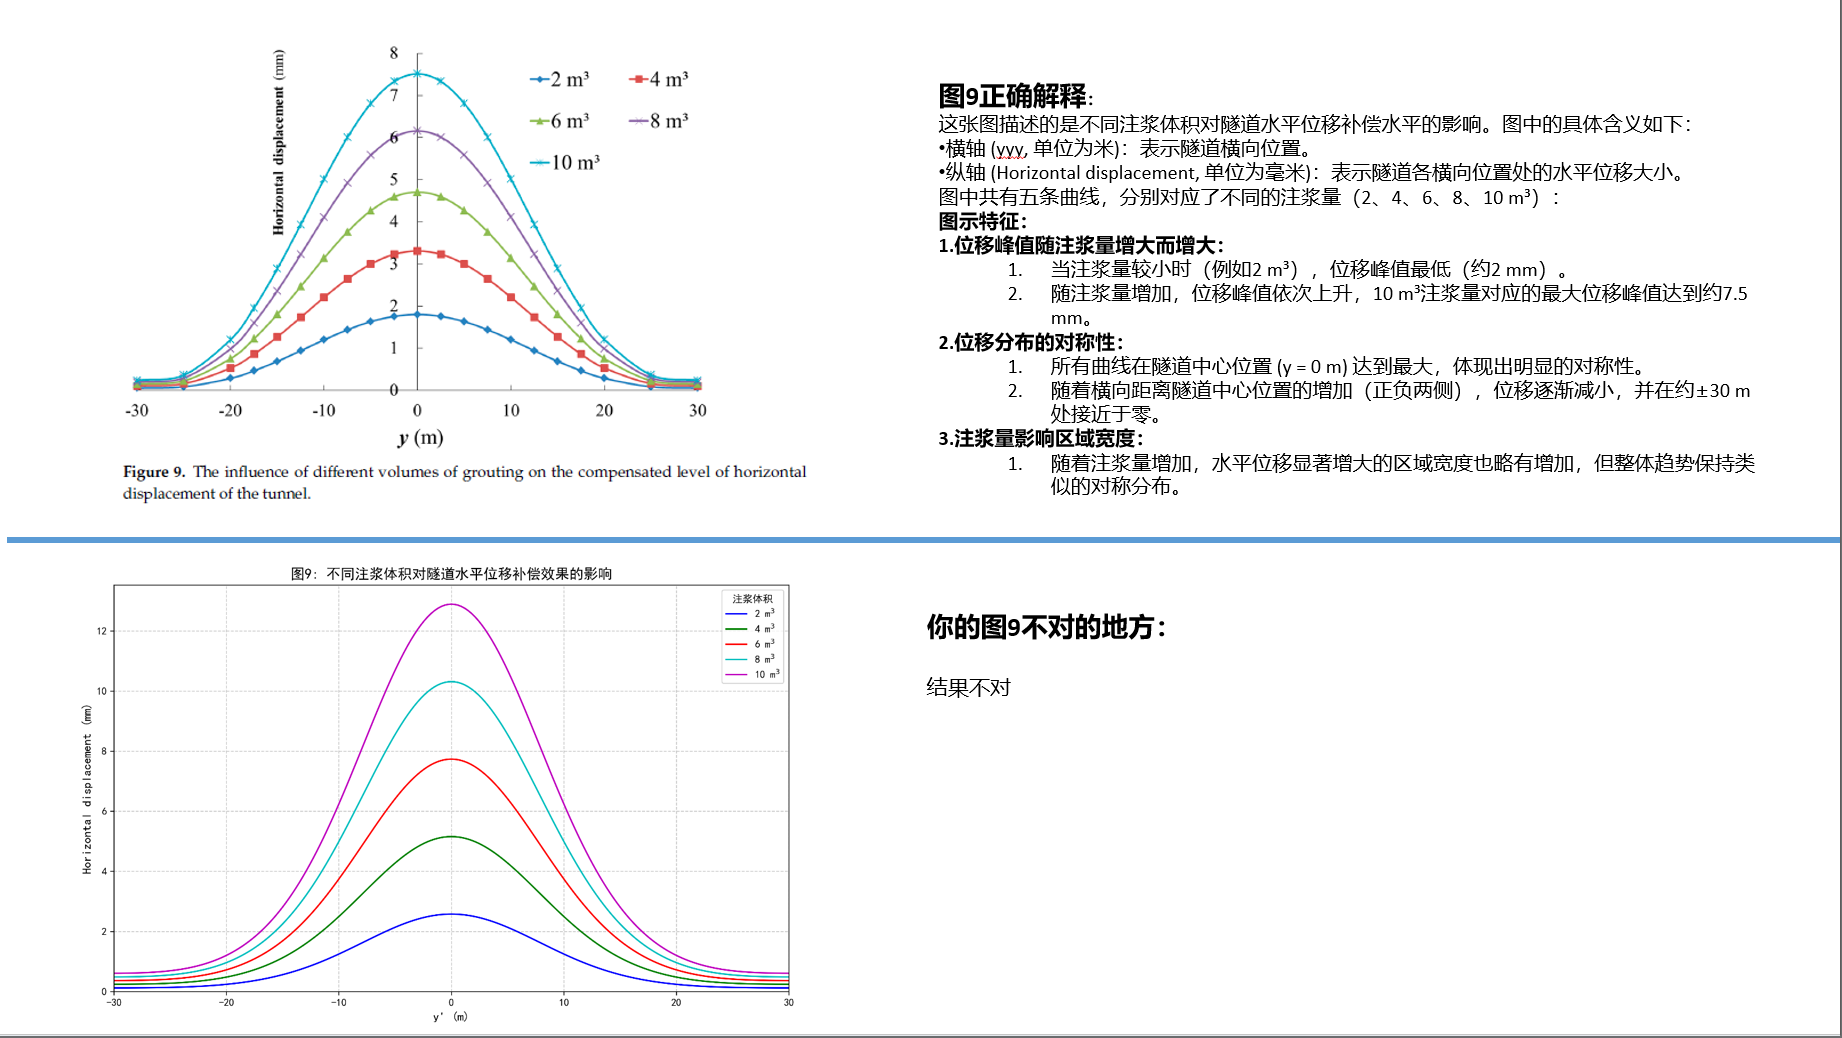 Horizontal displacement (mm)
8
7
6
5
4
3
2
1
0
-30
-20
-10
0
10
20
30
y (m)
2 m³
4 m³
6 m³
8 m³
10 m³
Figure 9. The influence of different volumes of grouting on the compensated level of horizontal
displacement of the tunnel.
图9正确解释：
这张图描述的是不同注浆体积对隧道水平位移补偿水平的影响。图中的具体含义如下：
•横轴 (yyy, 单位为米)：表示隧道横向位置。
•纵轴 (Horizontal displacement, 单位为毫米)：表示隧道各横向位置处的水平位移大小。
图中共有五条曲线，分别对应了不同的注浆量（2、4、6、8、10 m³）：
图示特征：
1.位移峰值随注浆量增大而增大：
1. 当注浆量较小时（例如2 m³），位移峰值最低（约2 mm）。
2. 随注浆量增加，位移峰值依次上升，10 m³注浆量对应的最大位移峰值达到约7.5
mm。
2.位移分布的对称性：
1. 所有曲线在隧道中心位置 (y = 0 m) 达到最大，体现出明显的对称性。
2. 随着横向距离隧道中心位置的增加（正负两侧），位移逐渐减小，并在约±30 m
处接近于零。
3.注浆量影响区域宽度：
1. 随着注浆量增加，水平位移显著增大的区域宽度也略有增加，但整体趋势保持类
似的对称分布。
图9：不同注浆体积对隧道水平位移补偿效果的影响
Horizontal displacement (mm)
12
10
8
6
4
2
0
−30
−20
−10
0
10
20
30
y' (m)
注浆体积
2 m³
4 m³
6 m³
8 m³
10 m³
你的图9不对的地方：
结果不对